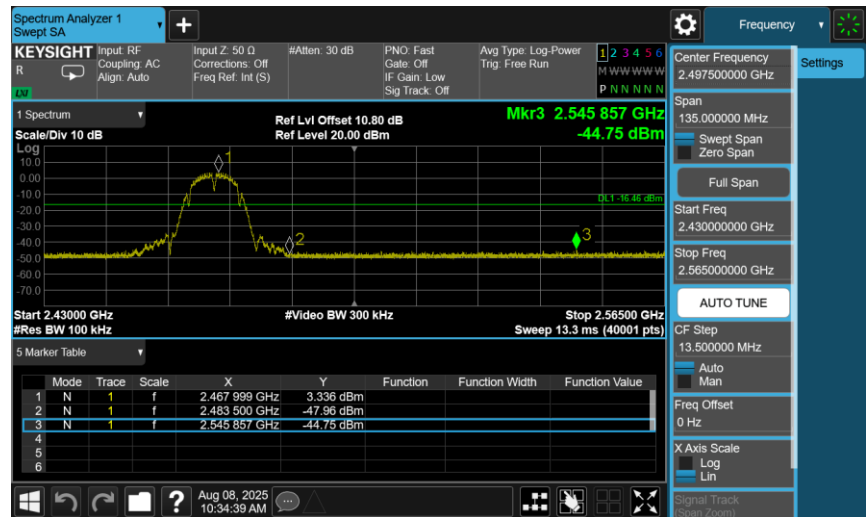 Spectrum Analyzer 1
Swept SA
+
Frequency
KEYSIGHT
R
LXI
Input: RF
Coupling: AC
Align: Auto
Input Z: 50 Ω
Corrections: Off
Freq Ref: Int (S)
#Atten: 30 dB
PNO: Fast
Gate: Off
IF Gain: Low
Sig Track: Off
Avg Type: Log-Power
Trig: Free Run
1 2 3 4 5 6
M W W W W W
P N N N N N
Center Frequency
2.497500000 GHz
Settings
Span
135.000000 MHz
Swept Span
Zero Span
Full Span
Start Freq
2.430000000 GHz
Stop Freq
2.565000000 GHz
AUTO TUNE
CF Step
13.500000 MHz
Auto
Man
Freq Offset
0 Hz
X Axis Scale
Log
Lin
Signal Track
(Span Zoom)
1 Spectrum
Scale/Div 10 dB
Log
Ref Lvl Offset 10.80 dB
Ref Level 20.00 dBm
Mkr3 2.545 857 GHz
-44.75 dBm
10.0
0.00
-10.0
-20.0
-30.0
-40.0
-50.0
-60.0
-70.0
1
2
3
DL1 -16.46 dBm
Start 2.43000 GHz
#Res BW 100 kHz
#Video BW 300 kHz
Stop 2.56500 GHz
Sweep 13.3 ms (40001 pts)
5 Marker Table
Mode Trace Scale X Y Function Function Width Function Value
1 N 1 f 2.467 999 GHz 3.336 dBm
2 N 1 f 2.483 500 GHz -47.96 dBm
3 N 1 f 2.545 857 GHz -44.75 dBm
4
5
6
?
Aug 08, 2025
10:34:39 AM